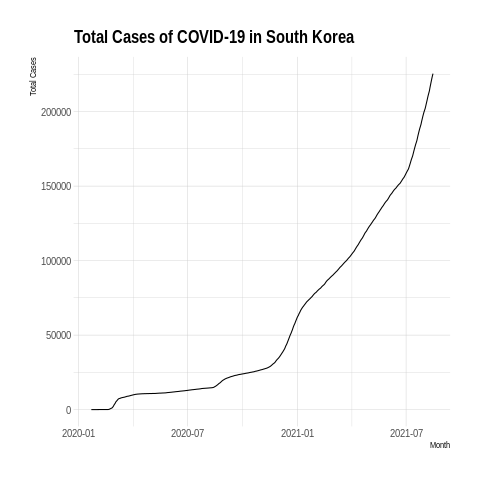 Total Cases of COVID-19 in South Korea
Total Cases
200000
150000
100000
50000
0
2020-01 2020-07 2021-01 2021-07
Month